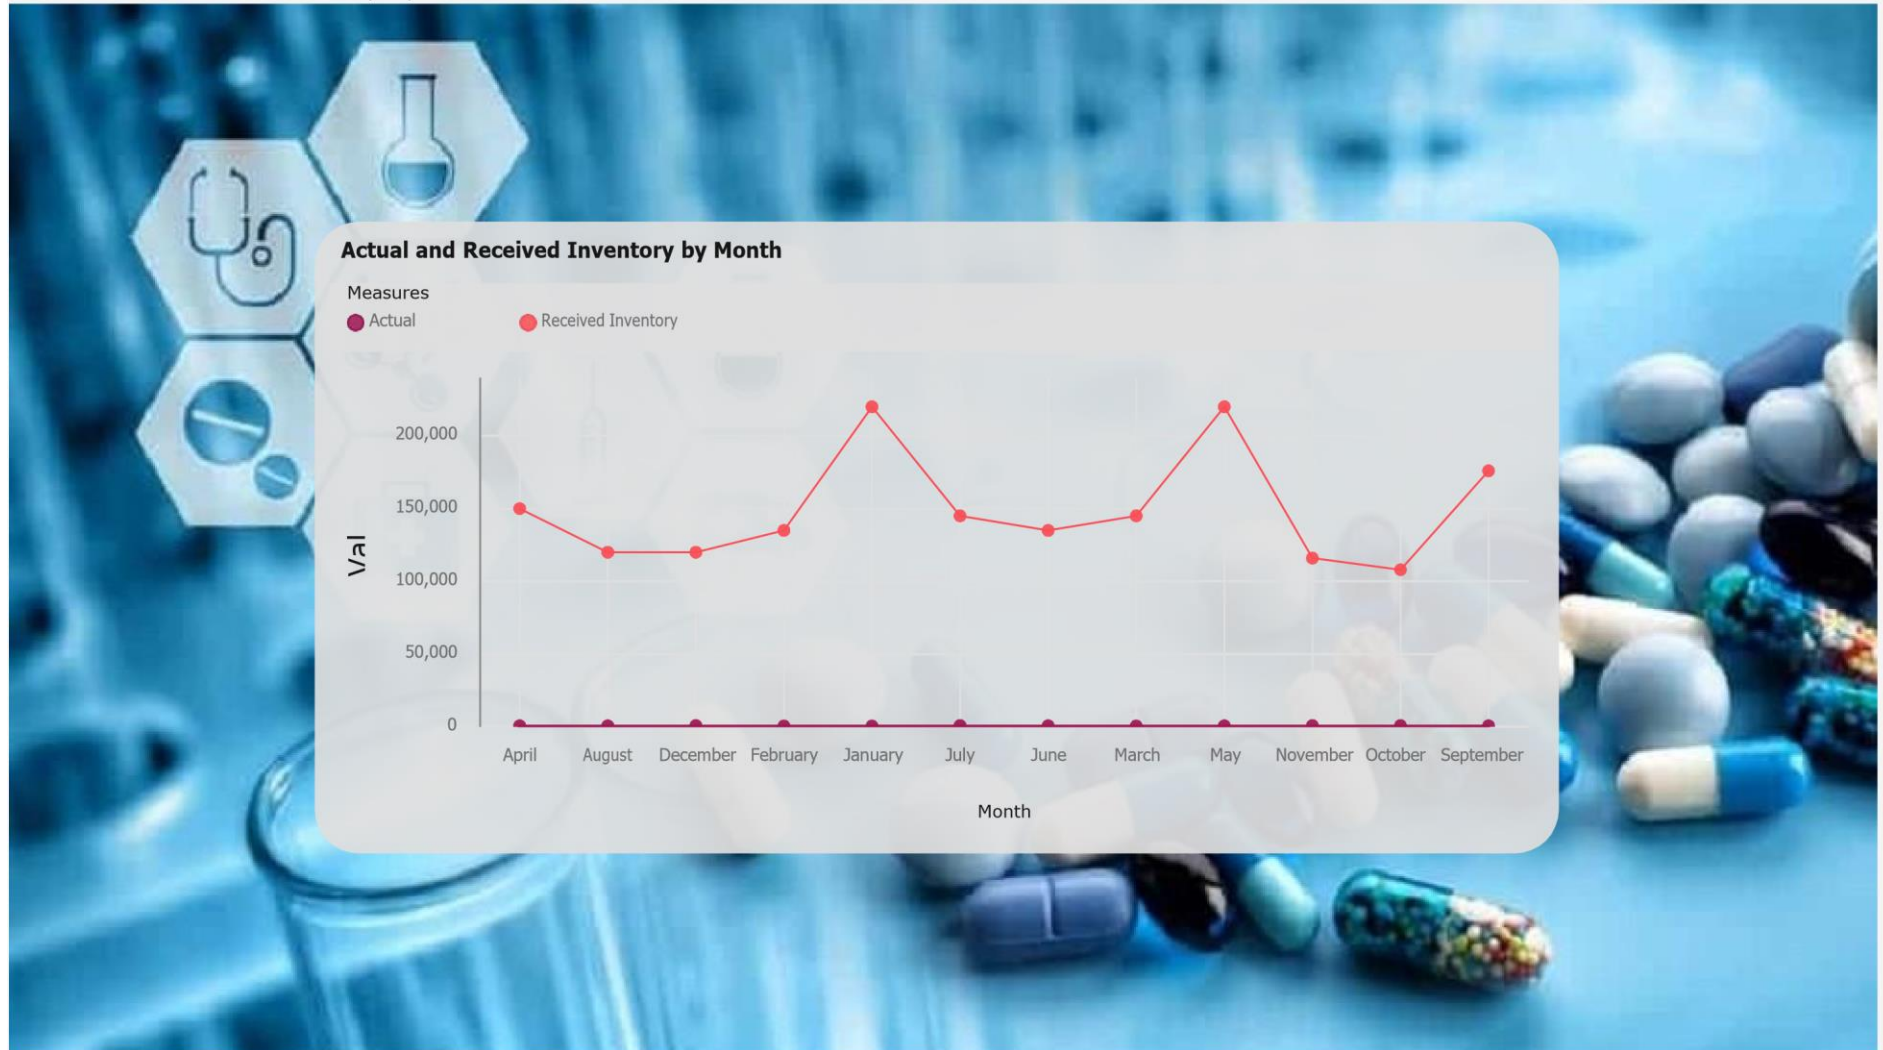 Actual and Received Inventory by Month
Measures
Actual Received Inventory
200,000
150,000
100,000
50,000
0
Val
April August December February January July June March May November October September
Month